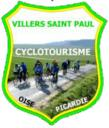 VILLERS SAINT PAUL
CYCLOTOURISME
OISE PICARDIE